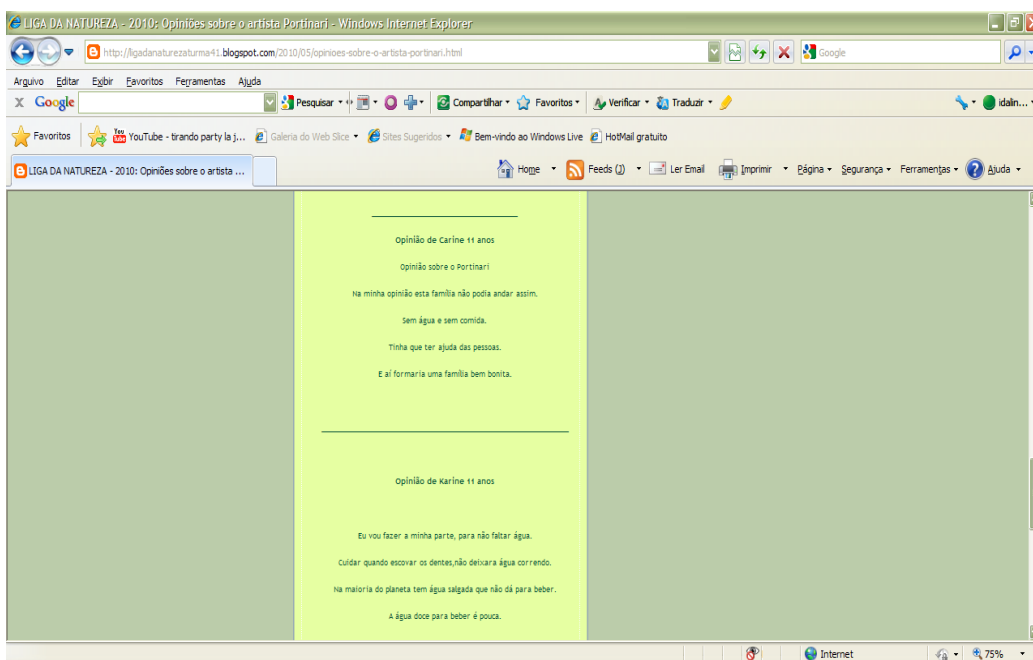 LIGA DA NATUREZA - 2010: Opiniões sobre o artista Portinari - Windows Internet Explorer
http://ligadanaturezaturma41.blogspot.com/2010/05/opinioes-sobre-o-artista-portinari.html
Google
Arquivo Editar Exibir Favoritos Ferramentas Ajuda
X Google Pesquisar Compartilhar Favoritos Verificar Traduzir idalin...
Favoritos YouTube - tirando party la j... Galeria do Web Slice Sites Sugeridos Bem-vindo ao Windows Live HotMail gratuito
LIGA DA NATUREZA - 2010: Opiniões sobre o artista ... Home Feeds (J) Ler Email Imprimir Página Segurança Ferramentas Ajuda
Opinião de Carine 11 anos
Opinião sobre o Portinari
Na minha opinião esta família não podia andar assim.
Sem água e sem comida.
Tinha que ter ajuda das pessoas.
E aí formaria uma família bem bonita.
Opinião de Karine 11 anos
Eu vou fazer a minha parte, para não faltar água.
Cuidar quando escovar os dentes,não deixara água correndo.
Na maioria do planeta tem água salgada que não dá para beber.
A água doce para beber é pouca.
Internet 75%